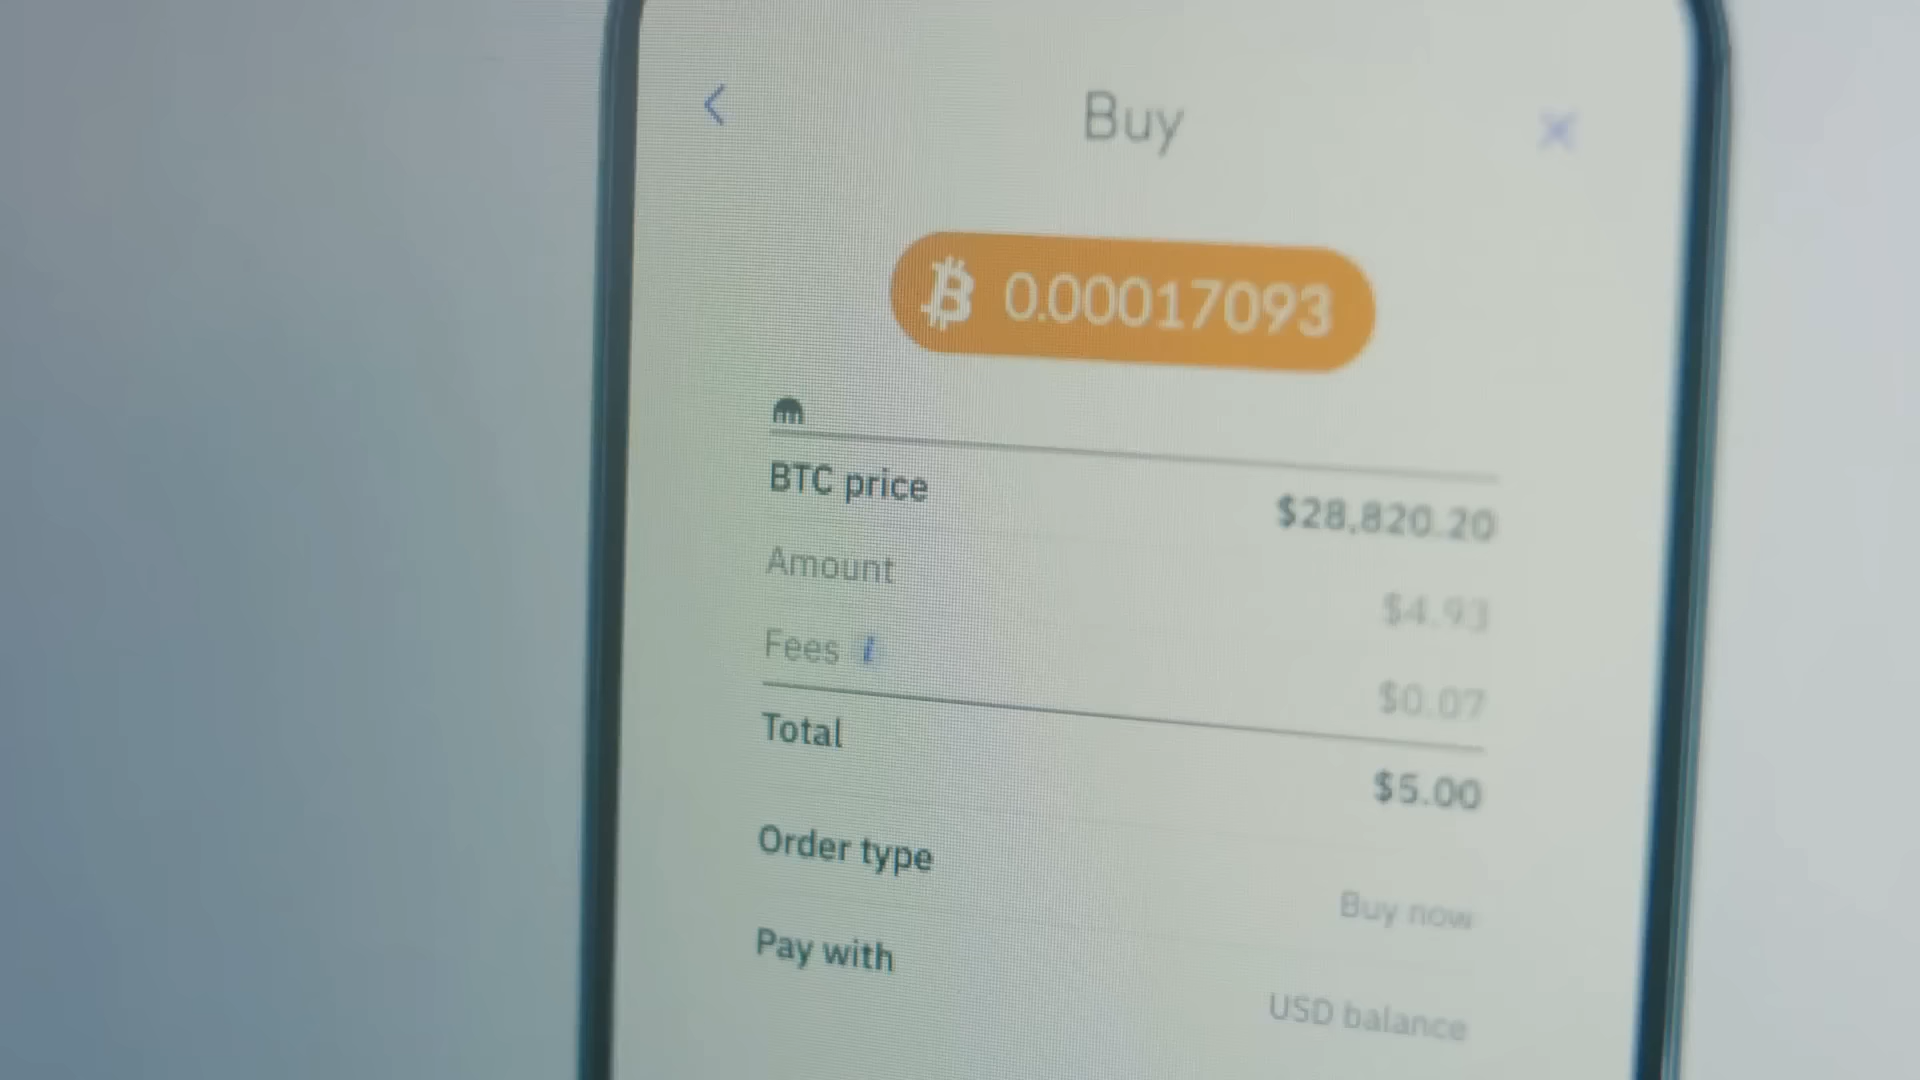 Buy
0.00017093
BTC price $28,820.20
Amount $4.93
Fees i $0.07
Total $5.00
Order type Buy now
Pay with USD balance